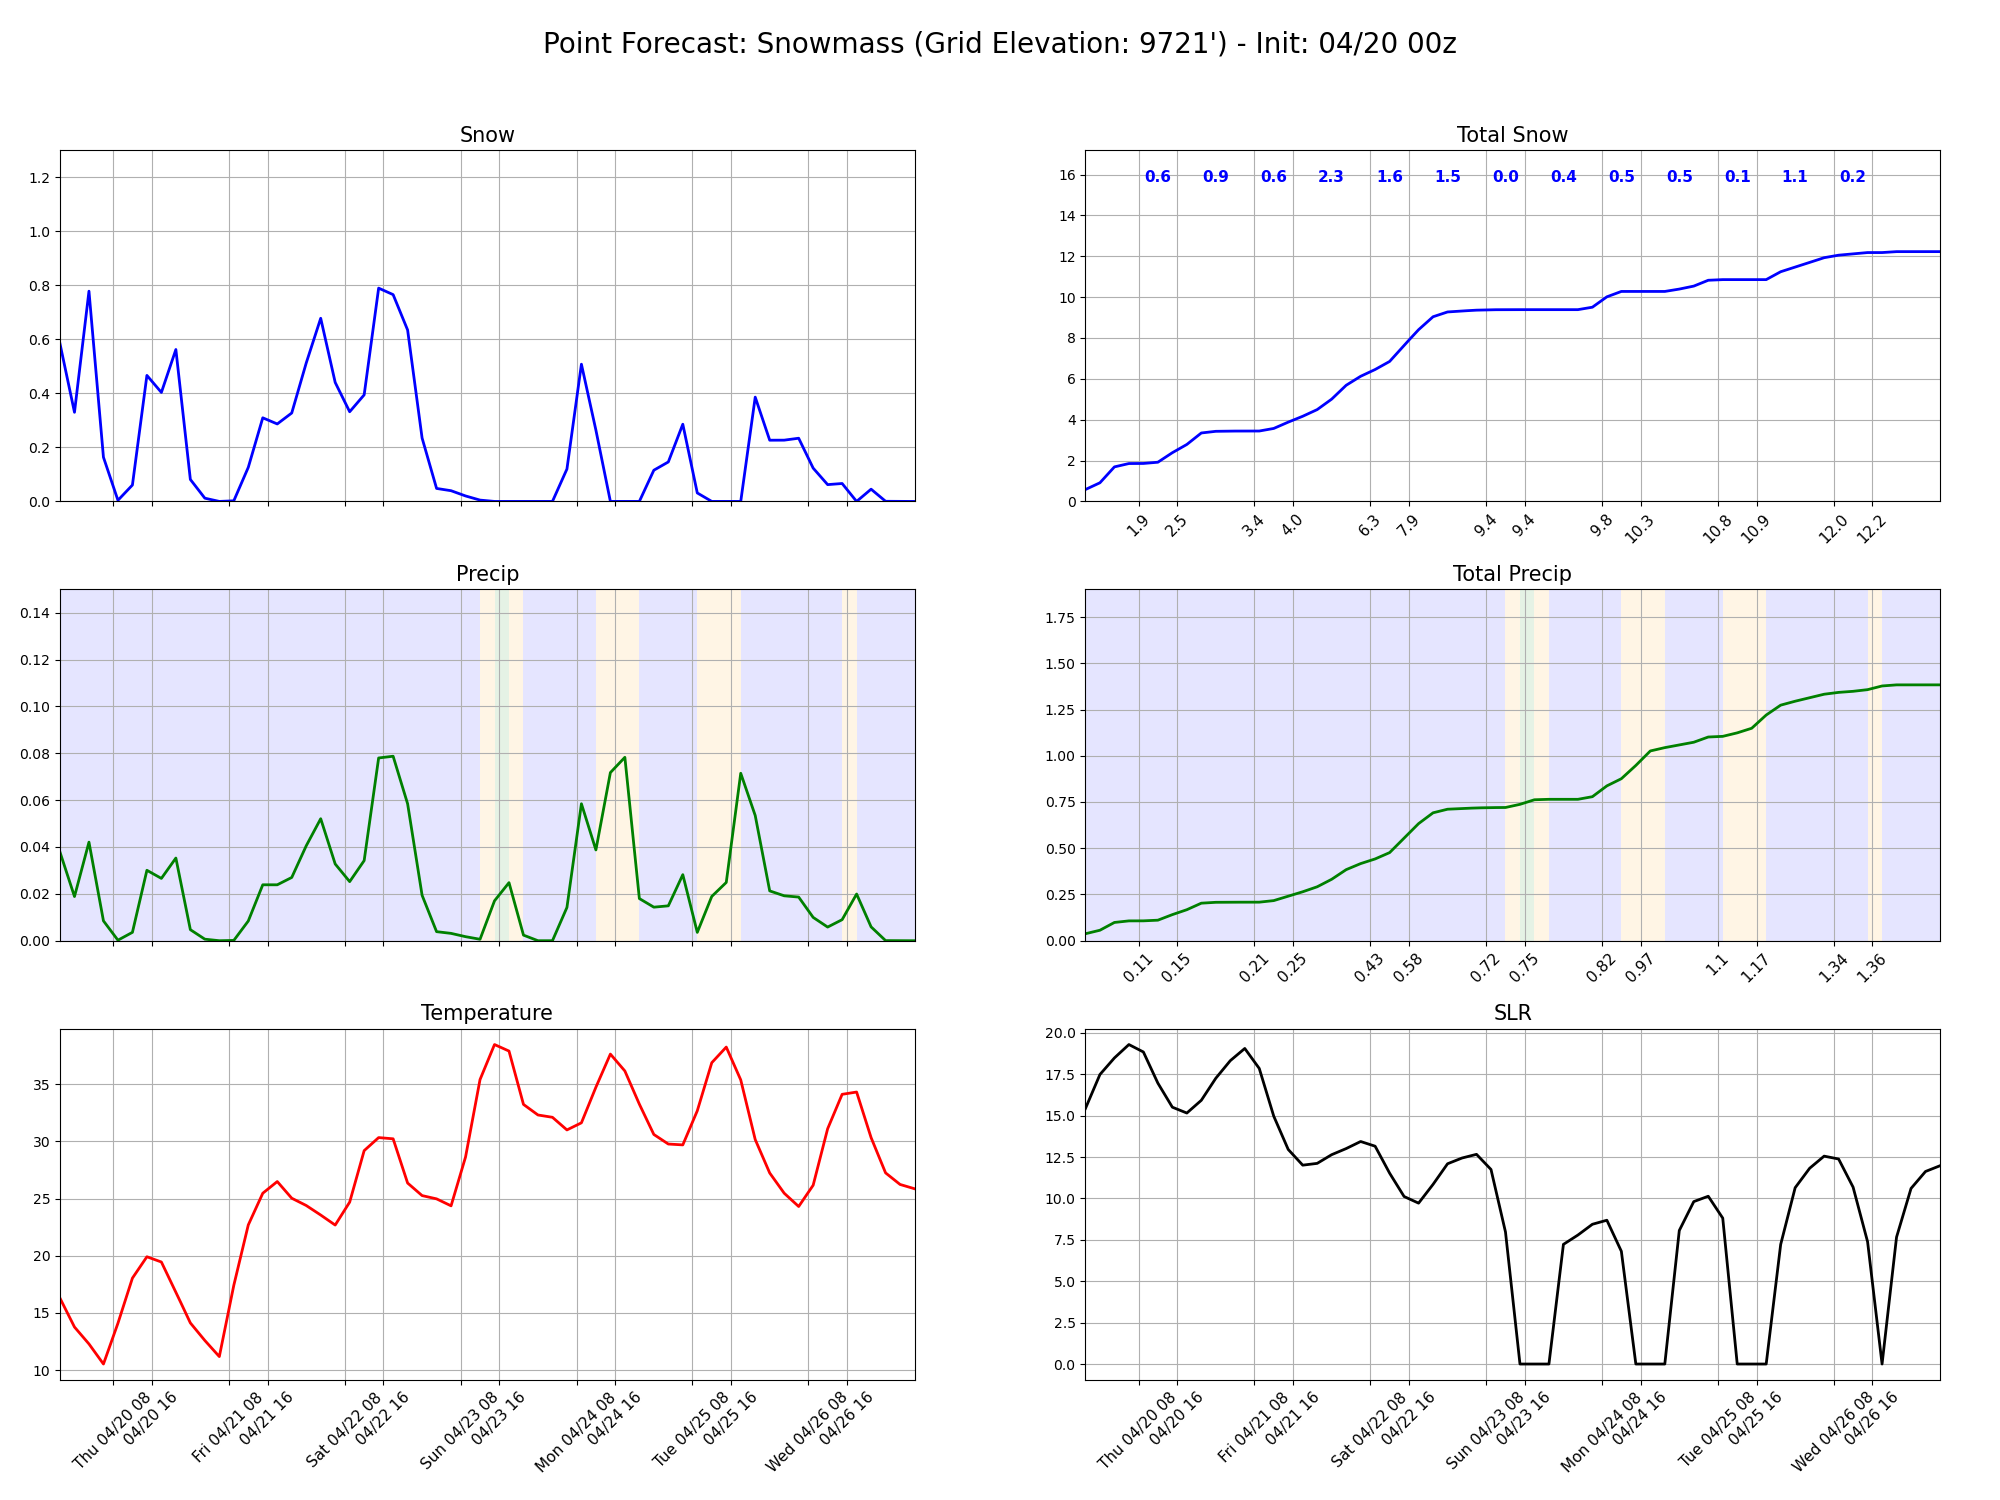 Point Forecast: Snowmass (Grid Elevation: 9721') - Init: 04/20 00z
Snow
1.2
1.0
0.8
0.6
0.4
0.2
0.0
Total Snow
0.6 0.9 0.6 2.3 1.6 1.5 0.0 0.4 0.5 0.5 0.1 1.1 0.2
16
14
12
10
8
6
4
2
0
1.9 2.5 3.4 4.0 6.3 7.9 9.4 9.4 9.8 10.3 10.8 10.9 12.0 12.2
Precip
0.14
0.12
0.10
0.08
0.06
0.04
0.02
0.00
Total Precip
1.75
1.50
1.25
1.00
0.75
0.50
0.25
0.00
0.11 0.15 0.21 0.25 0.43 0.58 0.72 0.75 0.82 0.97 1.1 1.17 1.34 1.36
Temperature
35
30
25
20
15
10
Thu 04/20 08
04/20 16
Fri 04/21 08
04/21 16
Sat 04/22 08
04/22 16
Sun 04/23 08
04/23 16
Mon 04/24 08
04/24 16
Tue 04/25 08
04/25 16
Wed 04/26 08
04/26 16
SLR
20.0
17.5
15.0
12.5
10.0
7.5
5.0
2.5
0.0
Thu 04/20 08
04/20 16
Fri 04/21 08
04/21 16
Sat 04/22 08
04/22 16
Sun 04/23 08
04/23 16
Mon 04/24 08
04/24 16
Tue 04/25 08
04/25 16
Wed 04/26 08
04/26 16